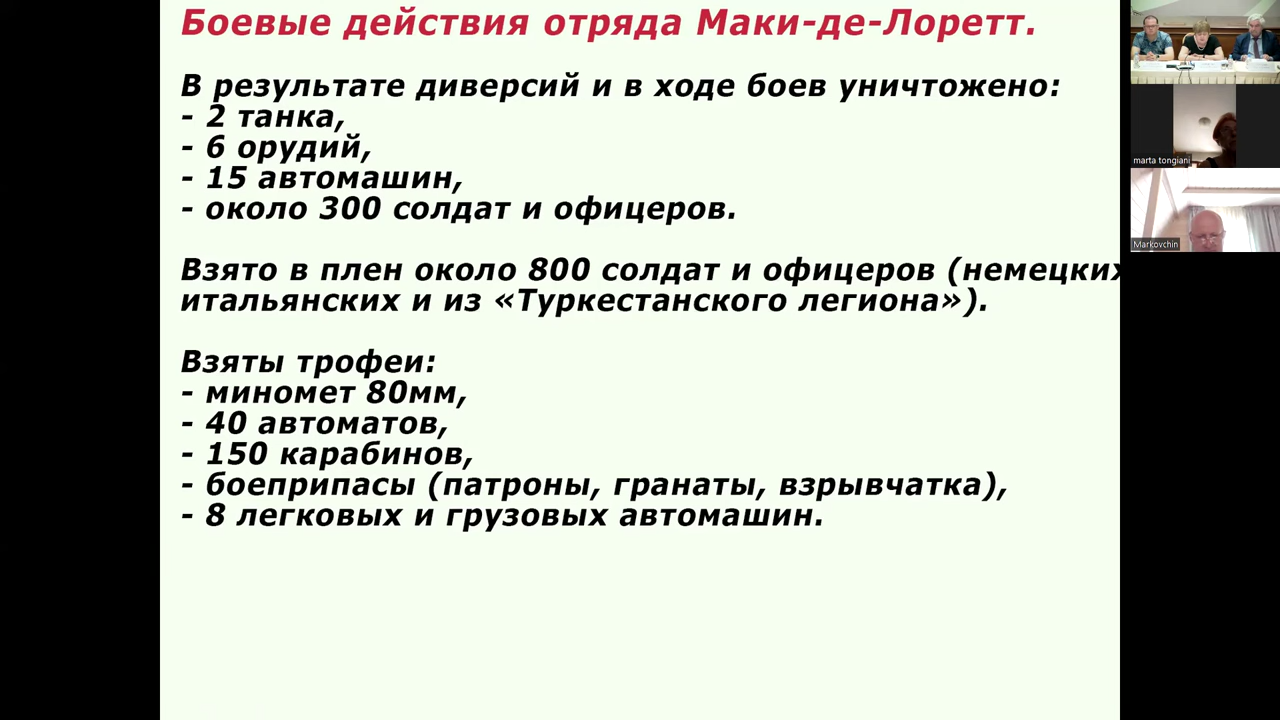 Боевые действия отряда Маки-де-Лоретт.
В результате диверсий и в ходе боев уничтожено:
- 2 танка,
- 6 орудий,
- 15 автомашин,
- около 300 солдат и офицеров.
Взято в плен около 800 солдат и офицеров (немецких
итальянских и из «Туркестанского легиона»).
Взяты трофеи:
- миномет 80мм,
- 40 автоматов,
- 150 карабинов,
- боеприпасы (патроны, гранаты, взрывчатка),
- 8 легковых и грузовых автомашин.
marta tongiani
Markovchin